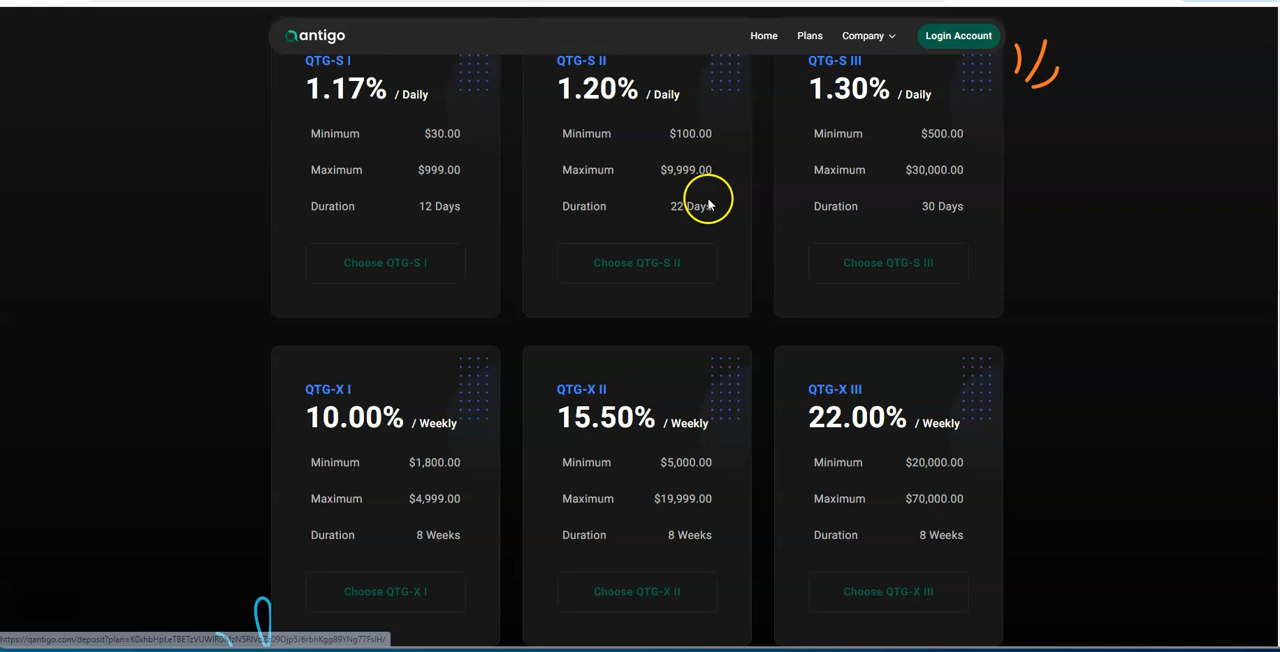 Qantigo
Home Plans Company Login Account
QTG-S I
1.17% / Daily
Minimum $30.00
Maximum $999.00
Duration 12 Days
Choose QTG-S I
QTG-S II
1.20% / Daily
Minimum $100.00
Maximum $9,999.00
Duration 22 Days
Choose QTG-S II
QTG-S III
1.30% / Daily
Minimum $500.00
Maximum $30,000.00
Duration 30 Days
Choose QTG-S III
QTG-X I
10.00% / Weekly
Minimum $1,800.00
Maximum $4,999.00
Duration 8 Weeks
Choose QTG-X I
QTG-X II
15.50% / Weekly
Minimum $5,000.00
Maximum $19,999.00
Duration 8 Weeks
Choose QTG-X II
QTG-X III
22.00% / Weekly
Minimum $20,000.00
Maximum $70,000.00
Duration 8 Weeks
Choose QTG-X III